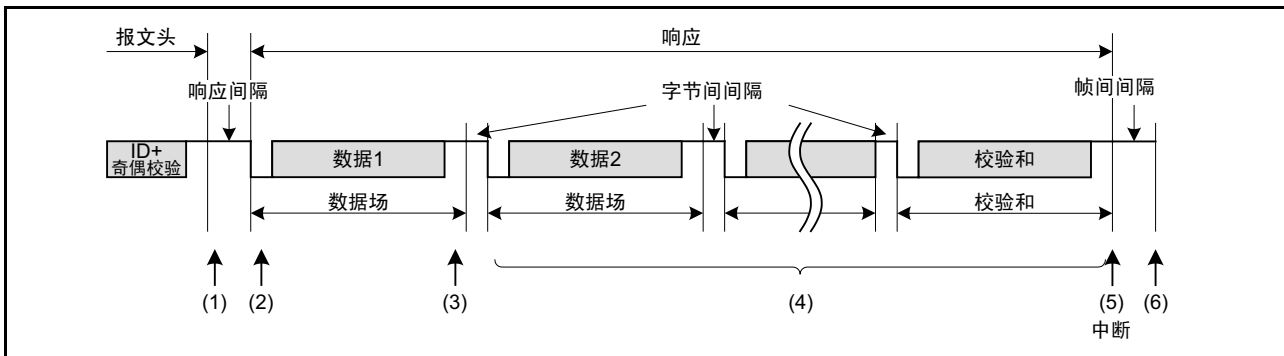 报文头
响应
响应间隔
字节间间隔
帧间间隔
ID+
奇偶校验
数据1
数据2
校验和
数据场
数据场
校验和
(1)
(2)
(3)
(4)
(5)
(6)
中断